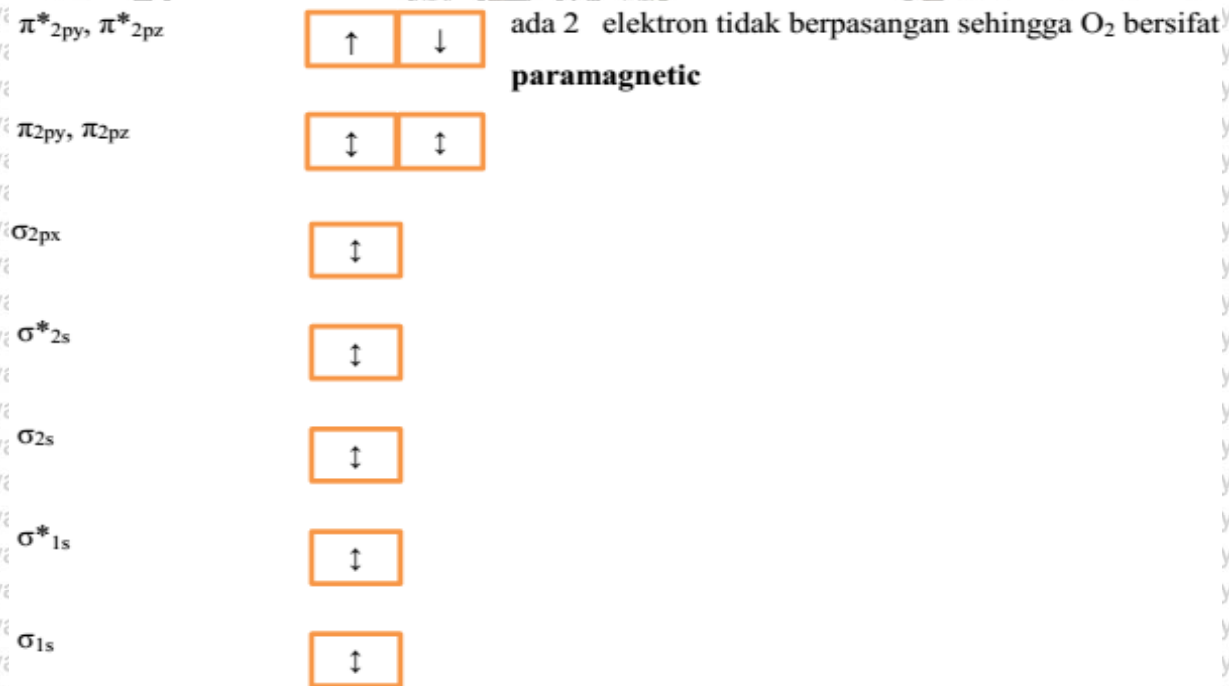 π*2py, π*2pz ↑ ↓ ada 2 elektron tidak berpasangan sehingga O2 bersifat
paramagnetic
π2py, π2pz ↕ ↕
σ2px ↕
σ*2s ↕
σ2s ↕
σ*1s ↕
σ1s ↕